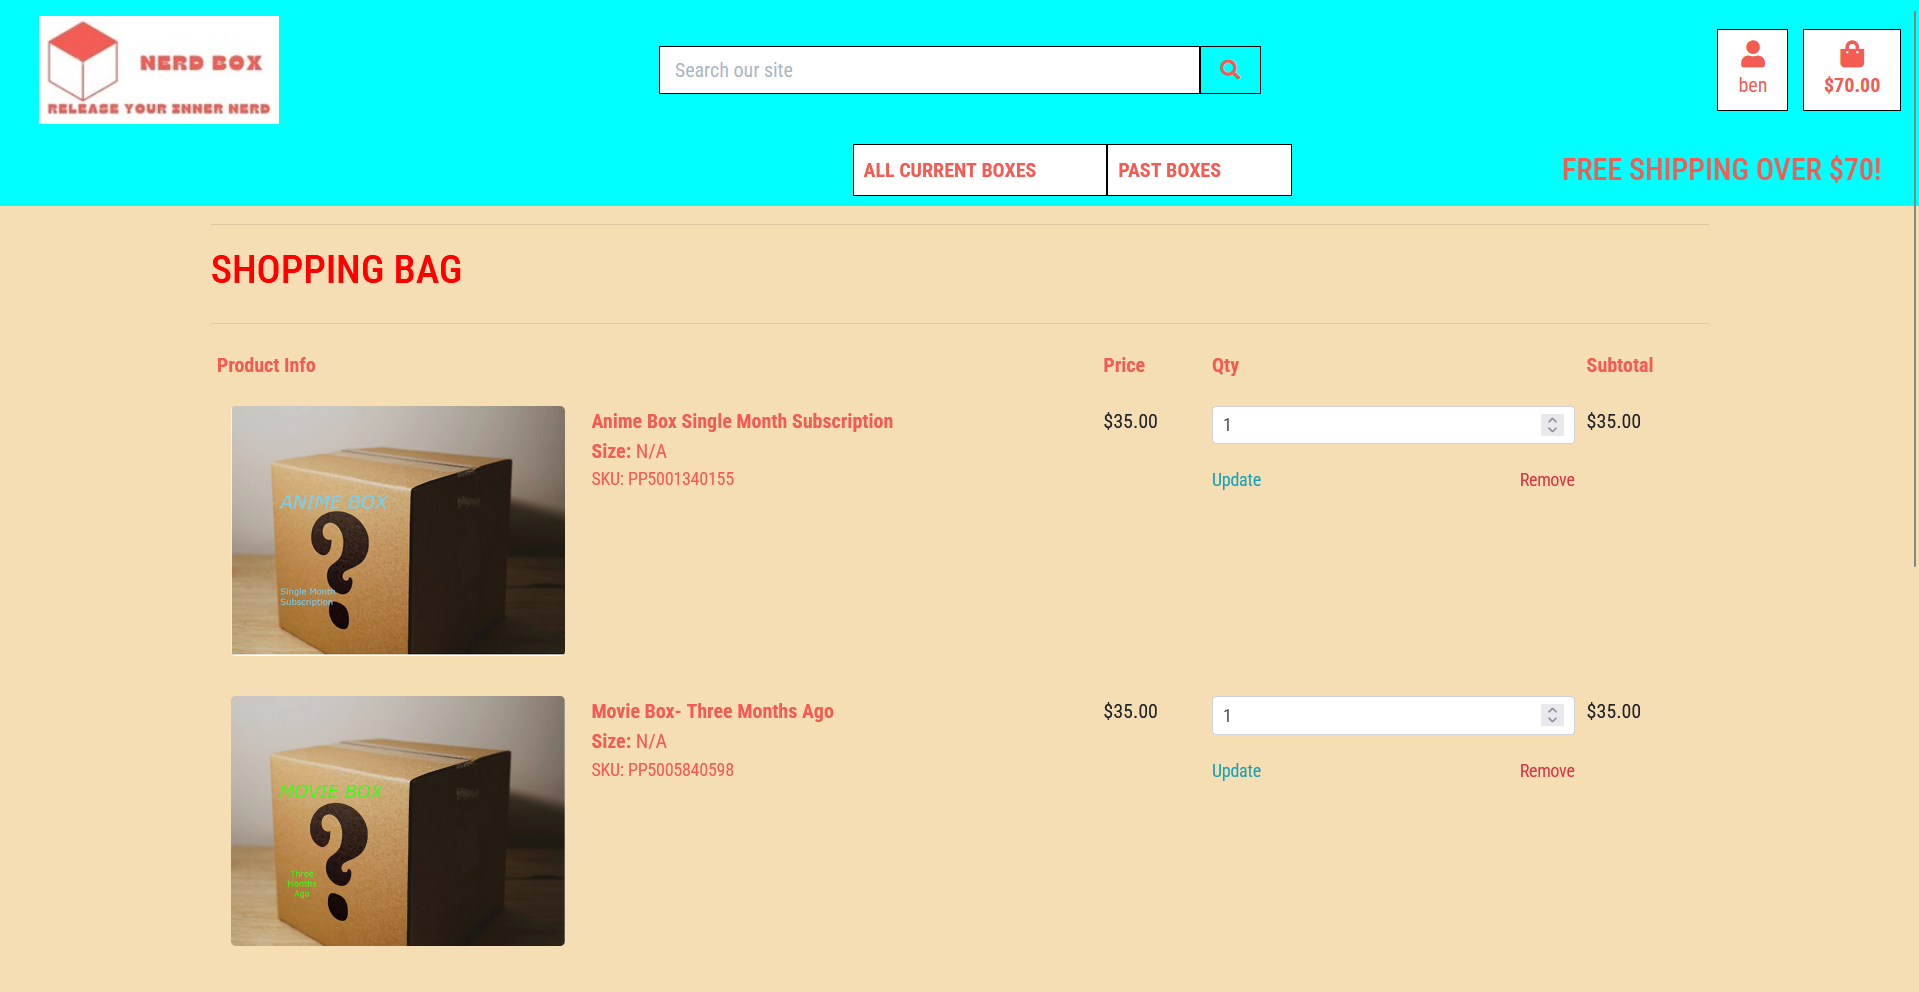 NERD BOX
RELEASE YOUR INNER NERD
Search our site
ben
$70.00
ALL CURRENT BOXES
PAST BOXES
FREE SHIPPING OVER $70!
SHOPPING BAG
Product Info
Price
Qty
Subtotal
ANIME BOX
?
Single Month
Subscription
Anime Box Single Month Subscription
Size: N/A
SKU: PP5001340155
$35.00
1
Update
Remove
$35.00
MOVIE BOX
?
Three
Months
Ago
Movie Box- Three Months Ago
Size: N/A
SKU: PP5005840598
$35.00
1
Update
Remove
$35.00